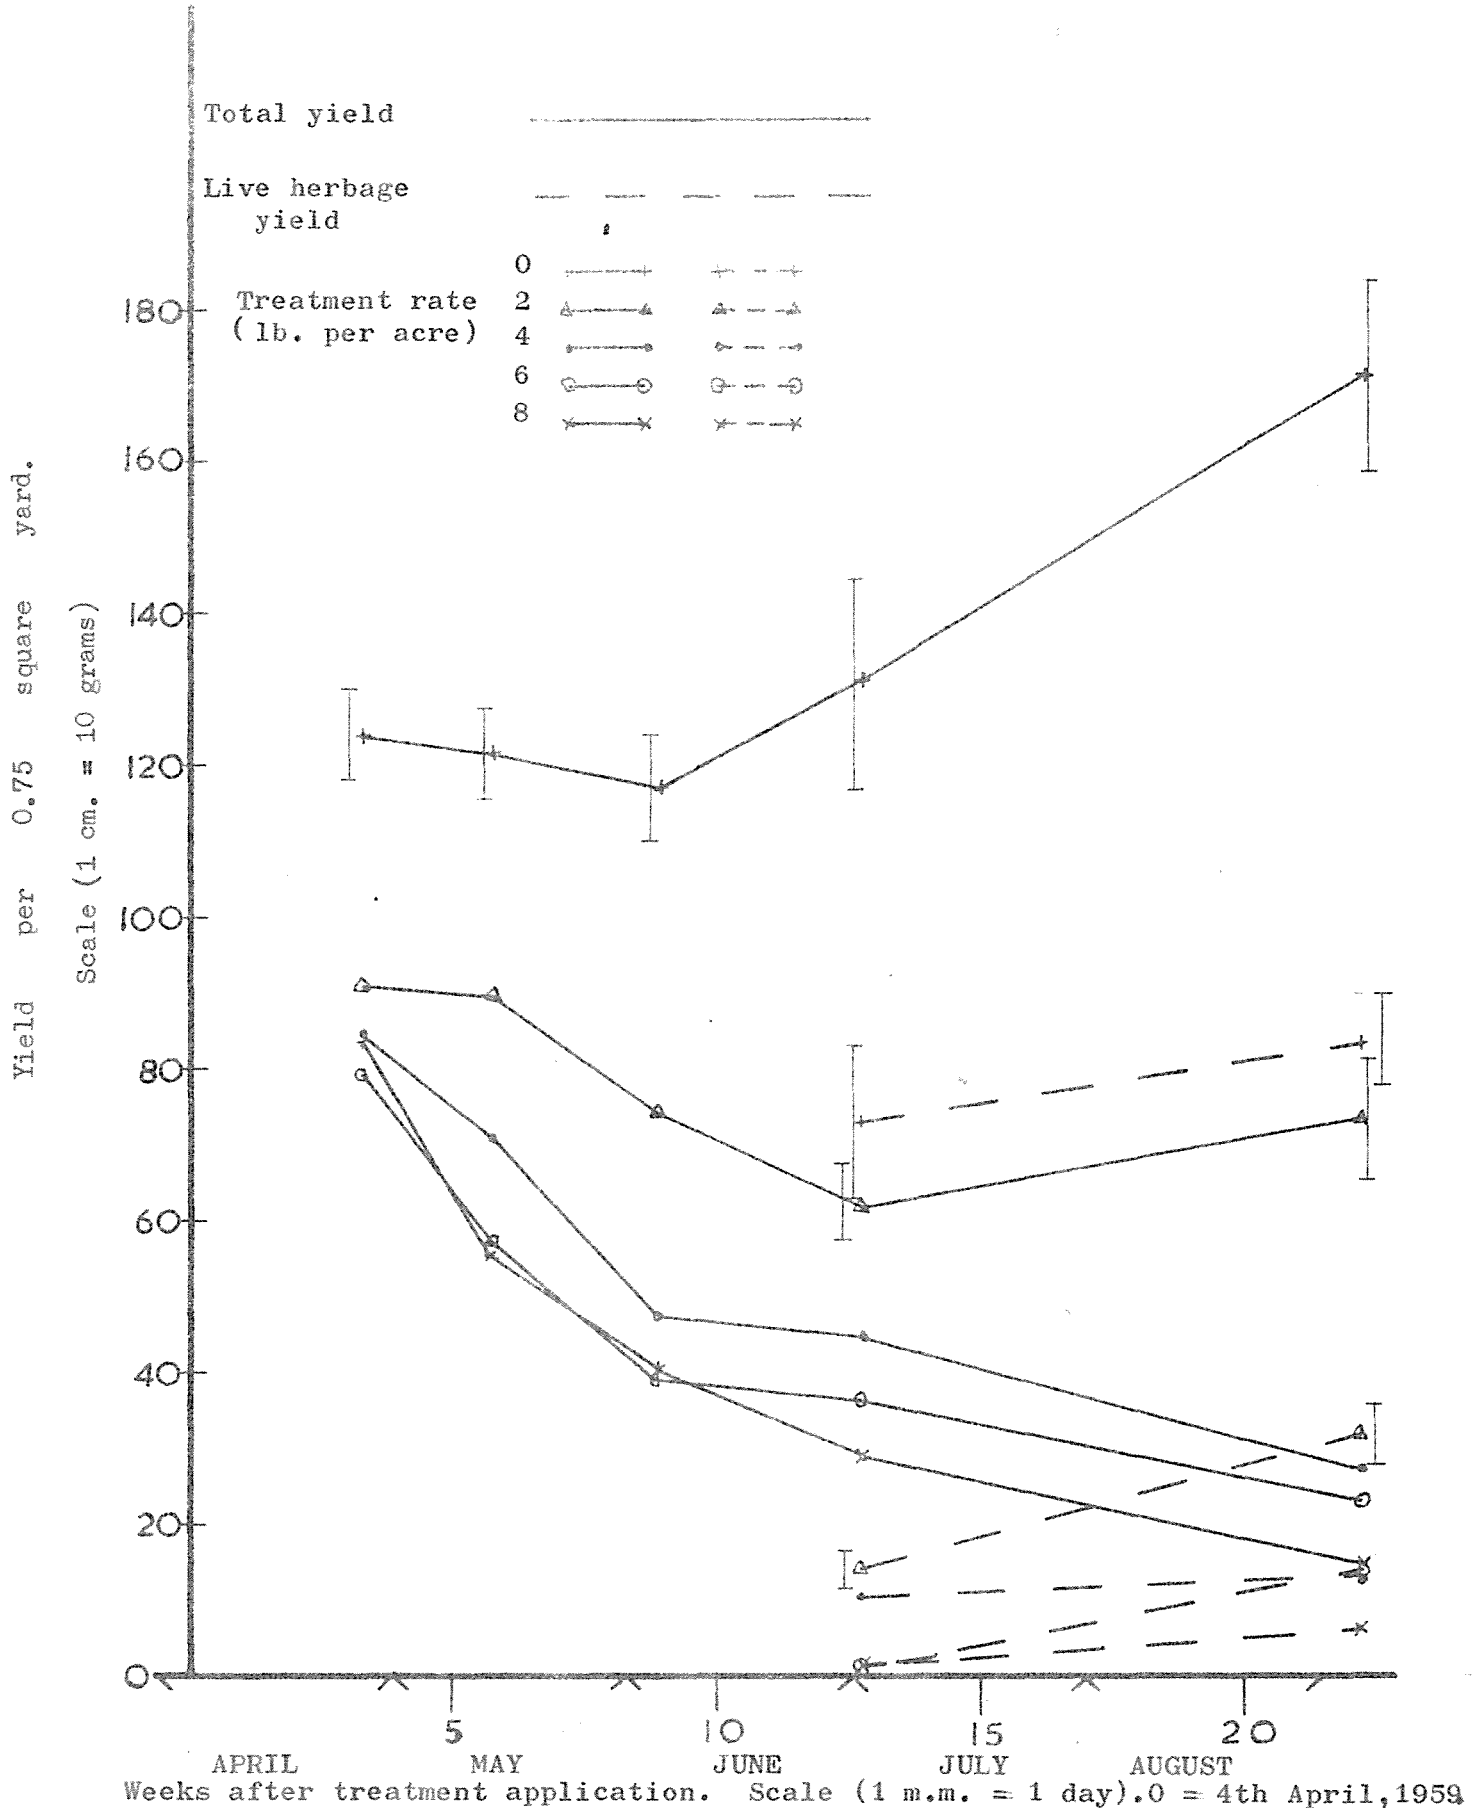 Total yield
Live herbage
yield
0
Treatment rate 2
(lb. per acre) 4
6
8
180
160
140
120
100
80
60
40
20
0
Yield per 0.75 square yard.
Scale (1 cm. = 10 grams)
5 10 15 20
APRIL MAY JUNE JULY AUGUST
Weeks after treatment application. Scale (1 m.m. = 1 day).0 = 4th April,1959.